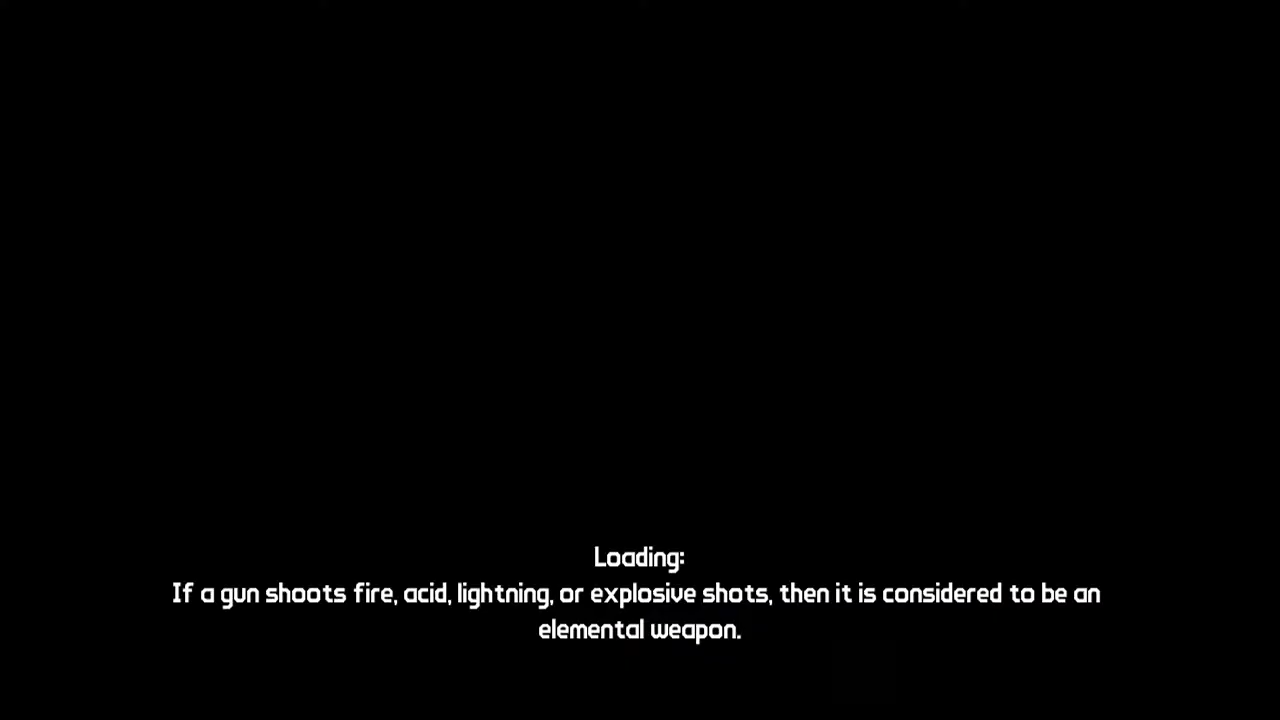 Loading:
If a gun shoots fire, acid, lightning, or explosive shots, then it is considered to be an
elemental weapon.